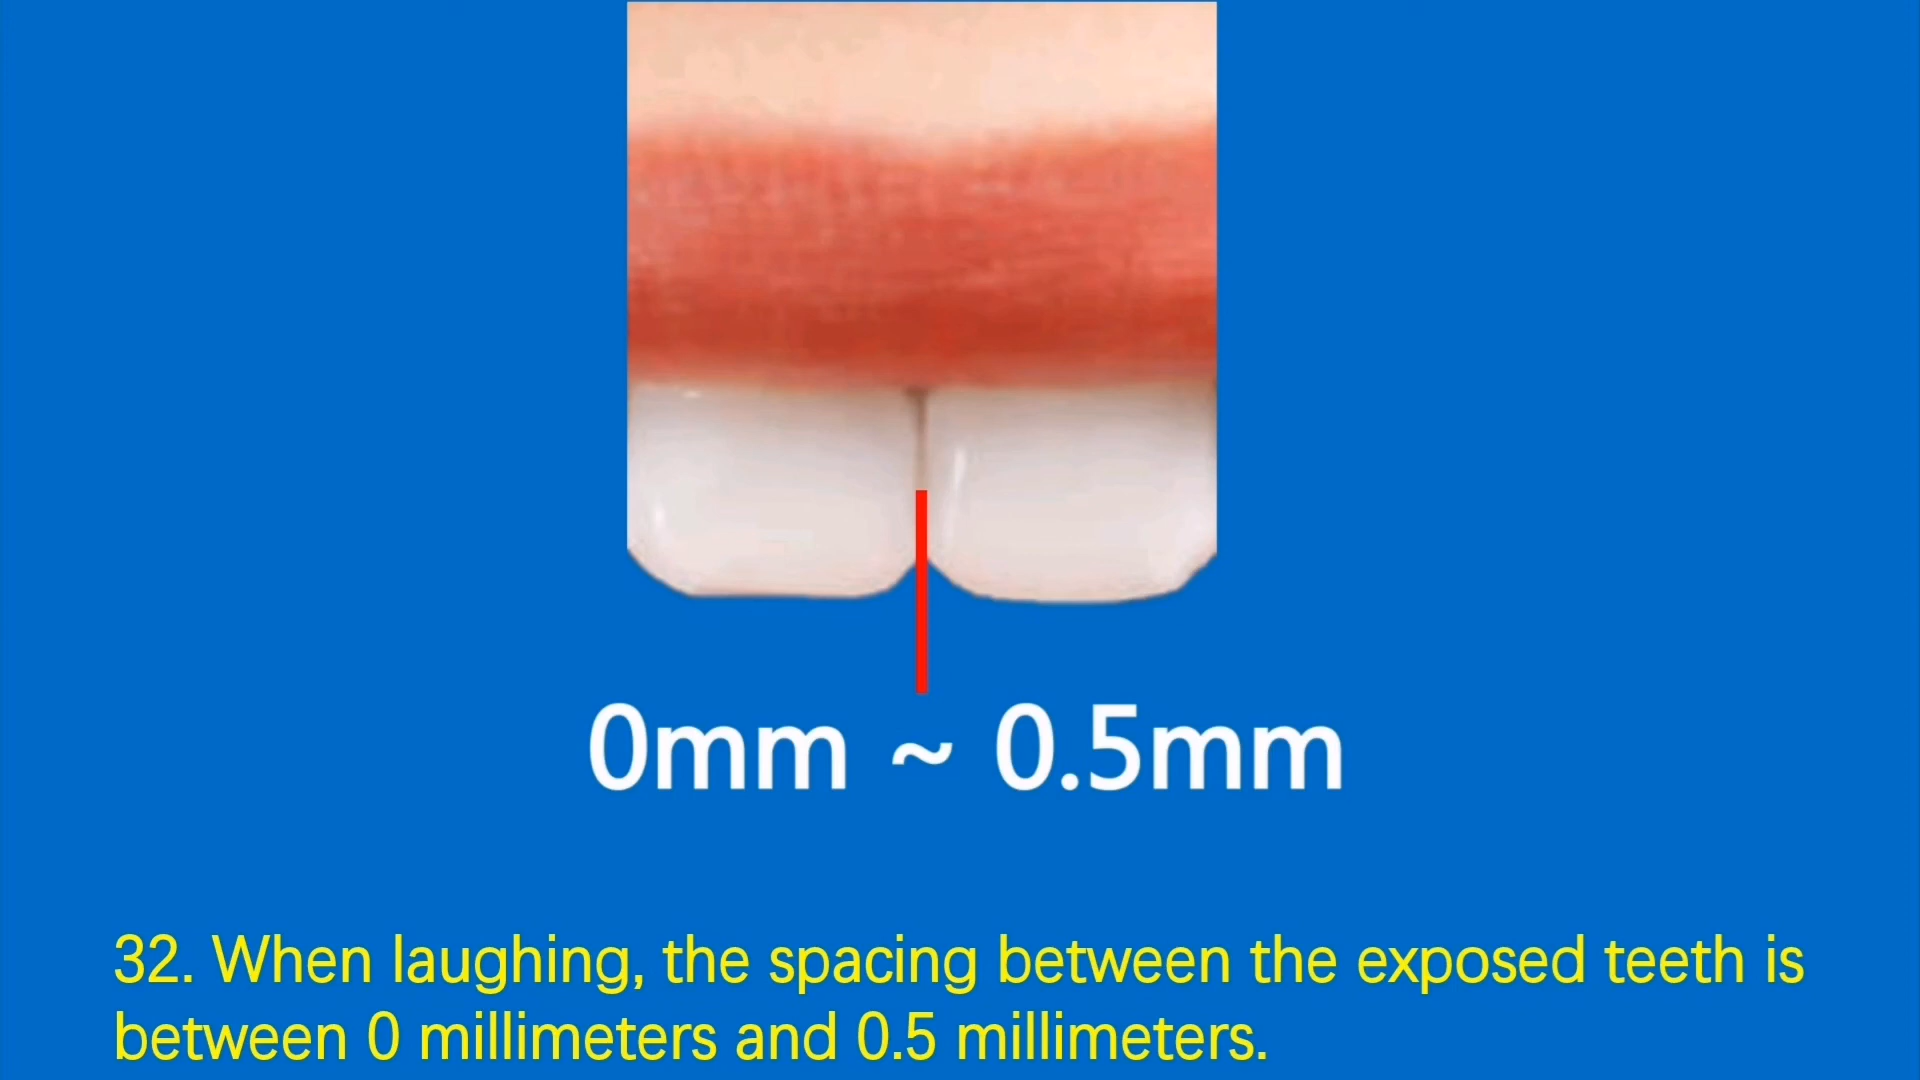 0mm ~ 0.5mm
32. When laughing, the spacing between the exposed teeth is
between 0 millimeters and 0.5 millimeters.